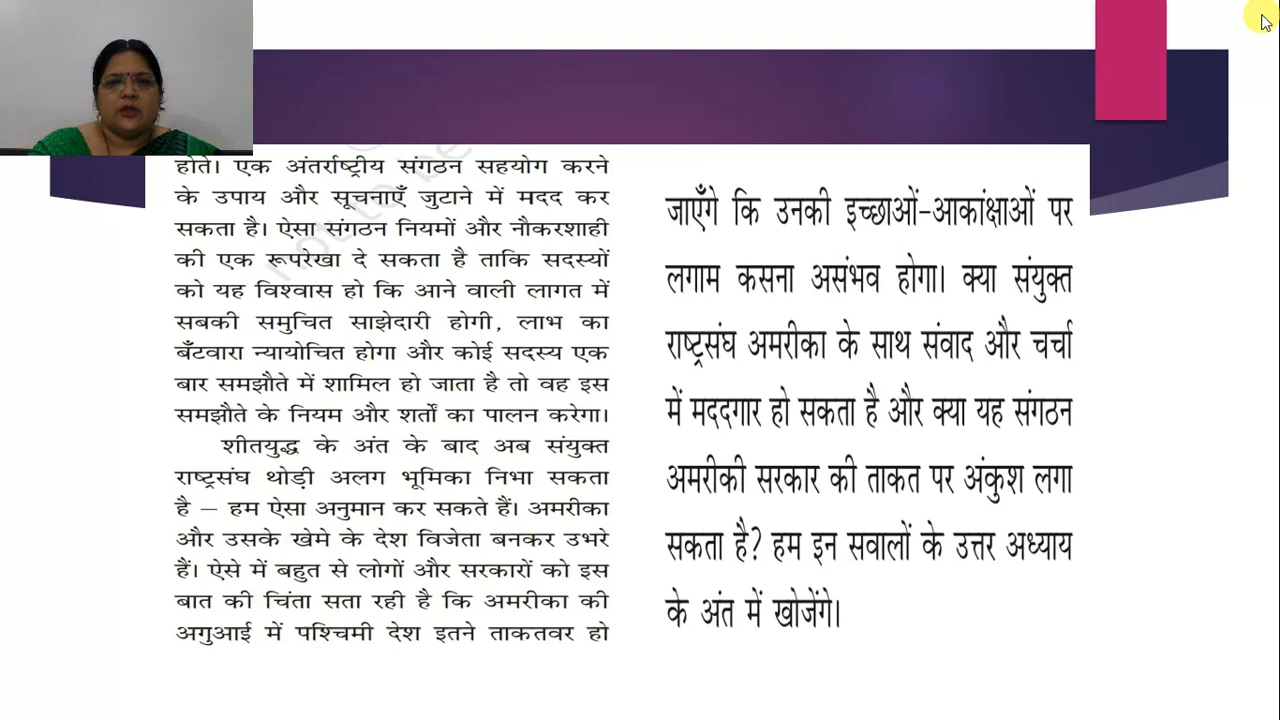 होते। एक अंतर्राष्ट्रीय संगठन सहयोग करने
के उपाय और सूचनाएँ जुटाने में मदद कर
सकता है। ऐसा संगठन नियमों और नौकरशाही
की एक रूपरेखा दे सकता है ताकि सदस्यों
को यह विश्वास हो कि आने वाली लागत में
सबकी समुचित साझेदारी होगी, लाभ का
बँटवारा न्यायोचित होगा और कोई सदस्य एक
बार समझौते में शामिल हो जाता है तो वह इस
समझौते के नियम और शर्तों का पालन करेगा।
शीतयुद्ध के अंत के बाद अब संयुक्त
राष्ट्रसंघ थोड़ी अलग भूमिका निभा सकता
है – हम ऐसा अनुमान कर सकते हैं। अमरीका
और उसके खेमे के देश विजेता बनकर उभरे
हैं। ऐसे में बहुत से लोगों और सरकारों को इस
बात की चिंता सता रही है कि अमरीका की
अगुआई में पश्चिमी देश इतने ताकतवर हो
जाएँगे कि उनकी इच्छाओं-आकांक्षाओं पर
लगाम कसना असंभव होगा। क्या संयुक्त
राष्ट्रसंघ अमरीका के साथ संवाद और चर्चा
में मददगार हो सकता है और क्या यह संगठन
अमरीकी सरकार की ताकत पर अंकुश लगा
सकता है? हम इन सवालों के उत्तर अध्याय
के अंत में खोजेंगे।
not to be